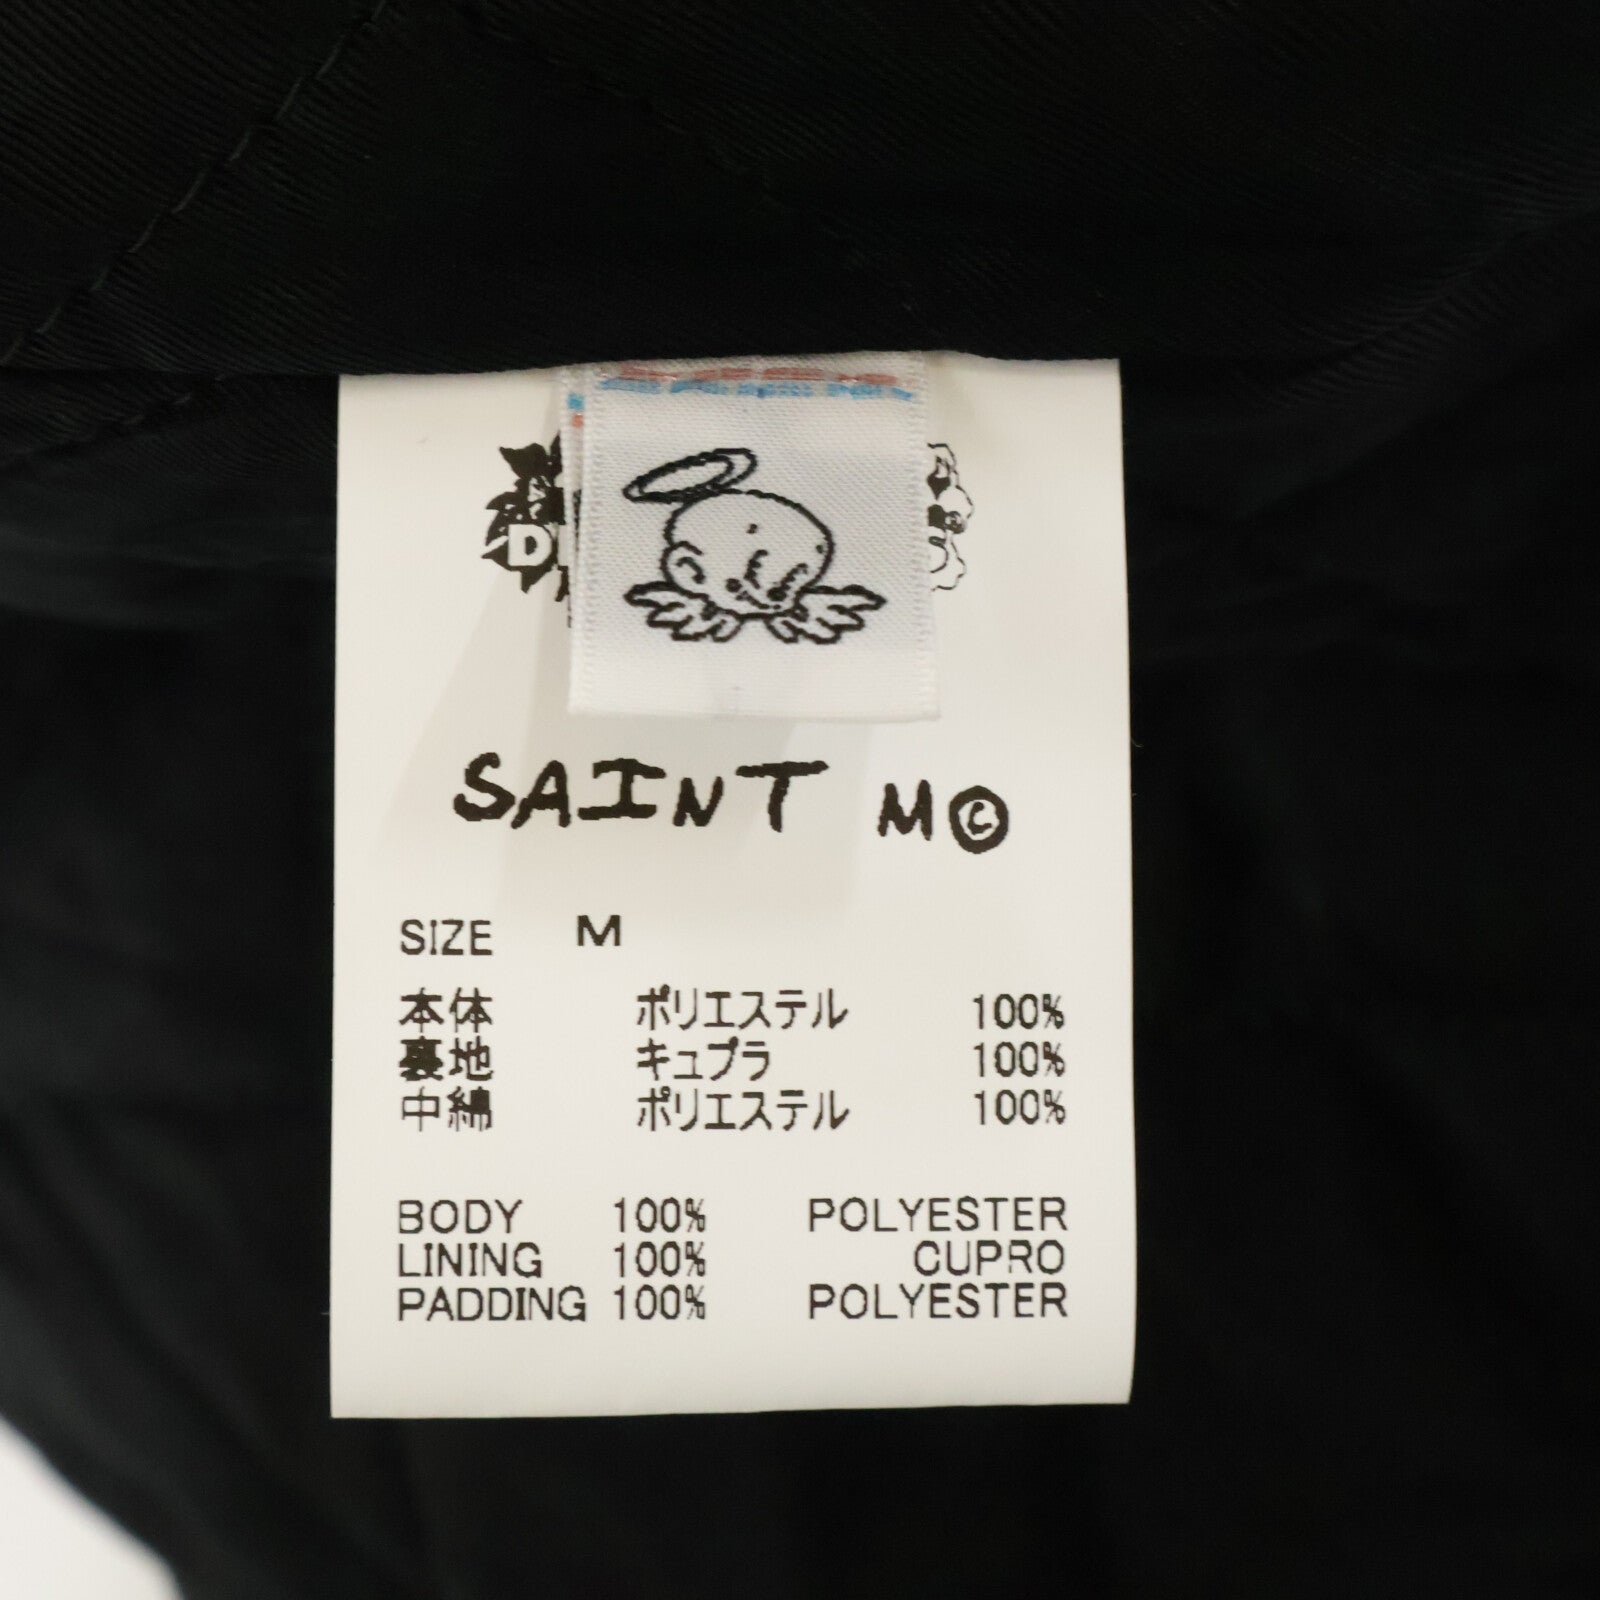 SAINT M©
SIZE M
本体 ポリエステル 100%
裏地 キュプラ 100%
中綿 ポリエステル 100%
BODY 100% POLYESTER
LINING 100% CUPRO
PADDING 100% POLYESTER